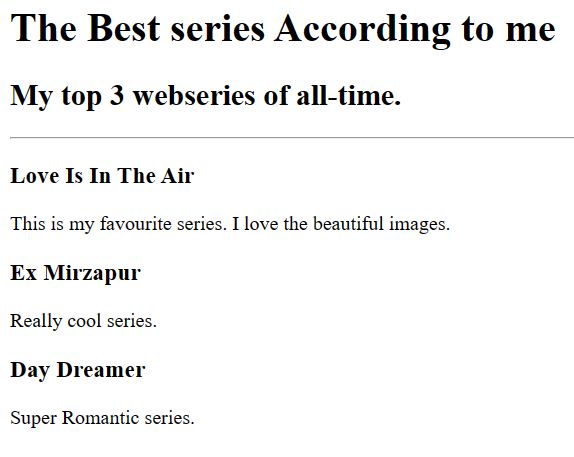 The Best series According to me
My top 3 webseries of all-time.
Love Is In The Air
This is my favourite series. I love the beautiful images.
Ex Mirzapur
Really cool series.
Day Dreamer
Super Romantic series.